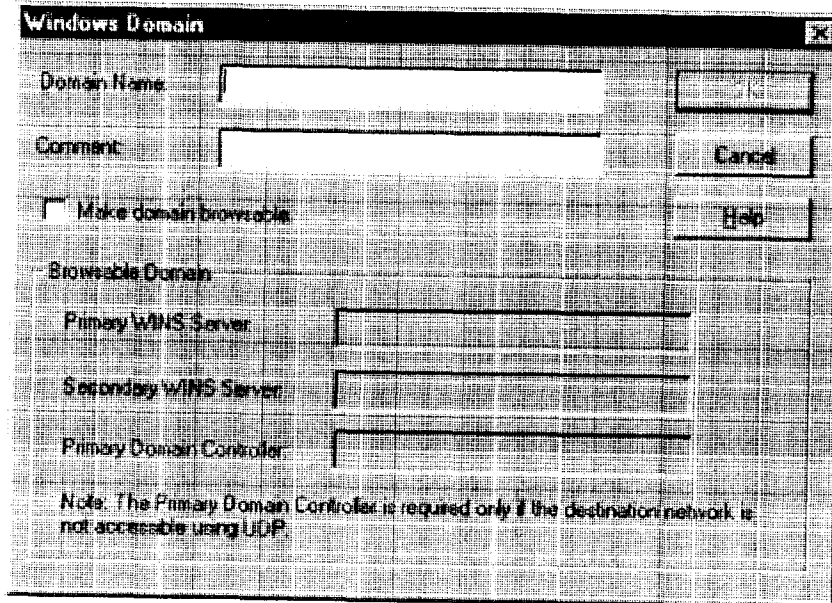 Windows Domain
Domain Name:
Comment:
Cancel
Make domain browsable
Help
Browsable Domain
Primary WINS Server:
Secondary WINS Server:
Primary Domain Controller:
Note: The Primary Domain Controller is required only if the destination network is
not accessible using UDP.